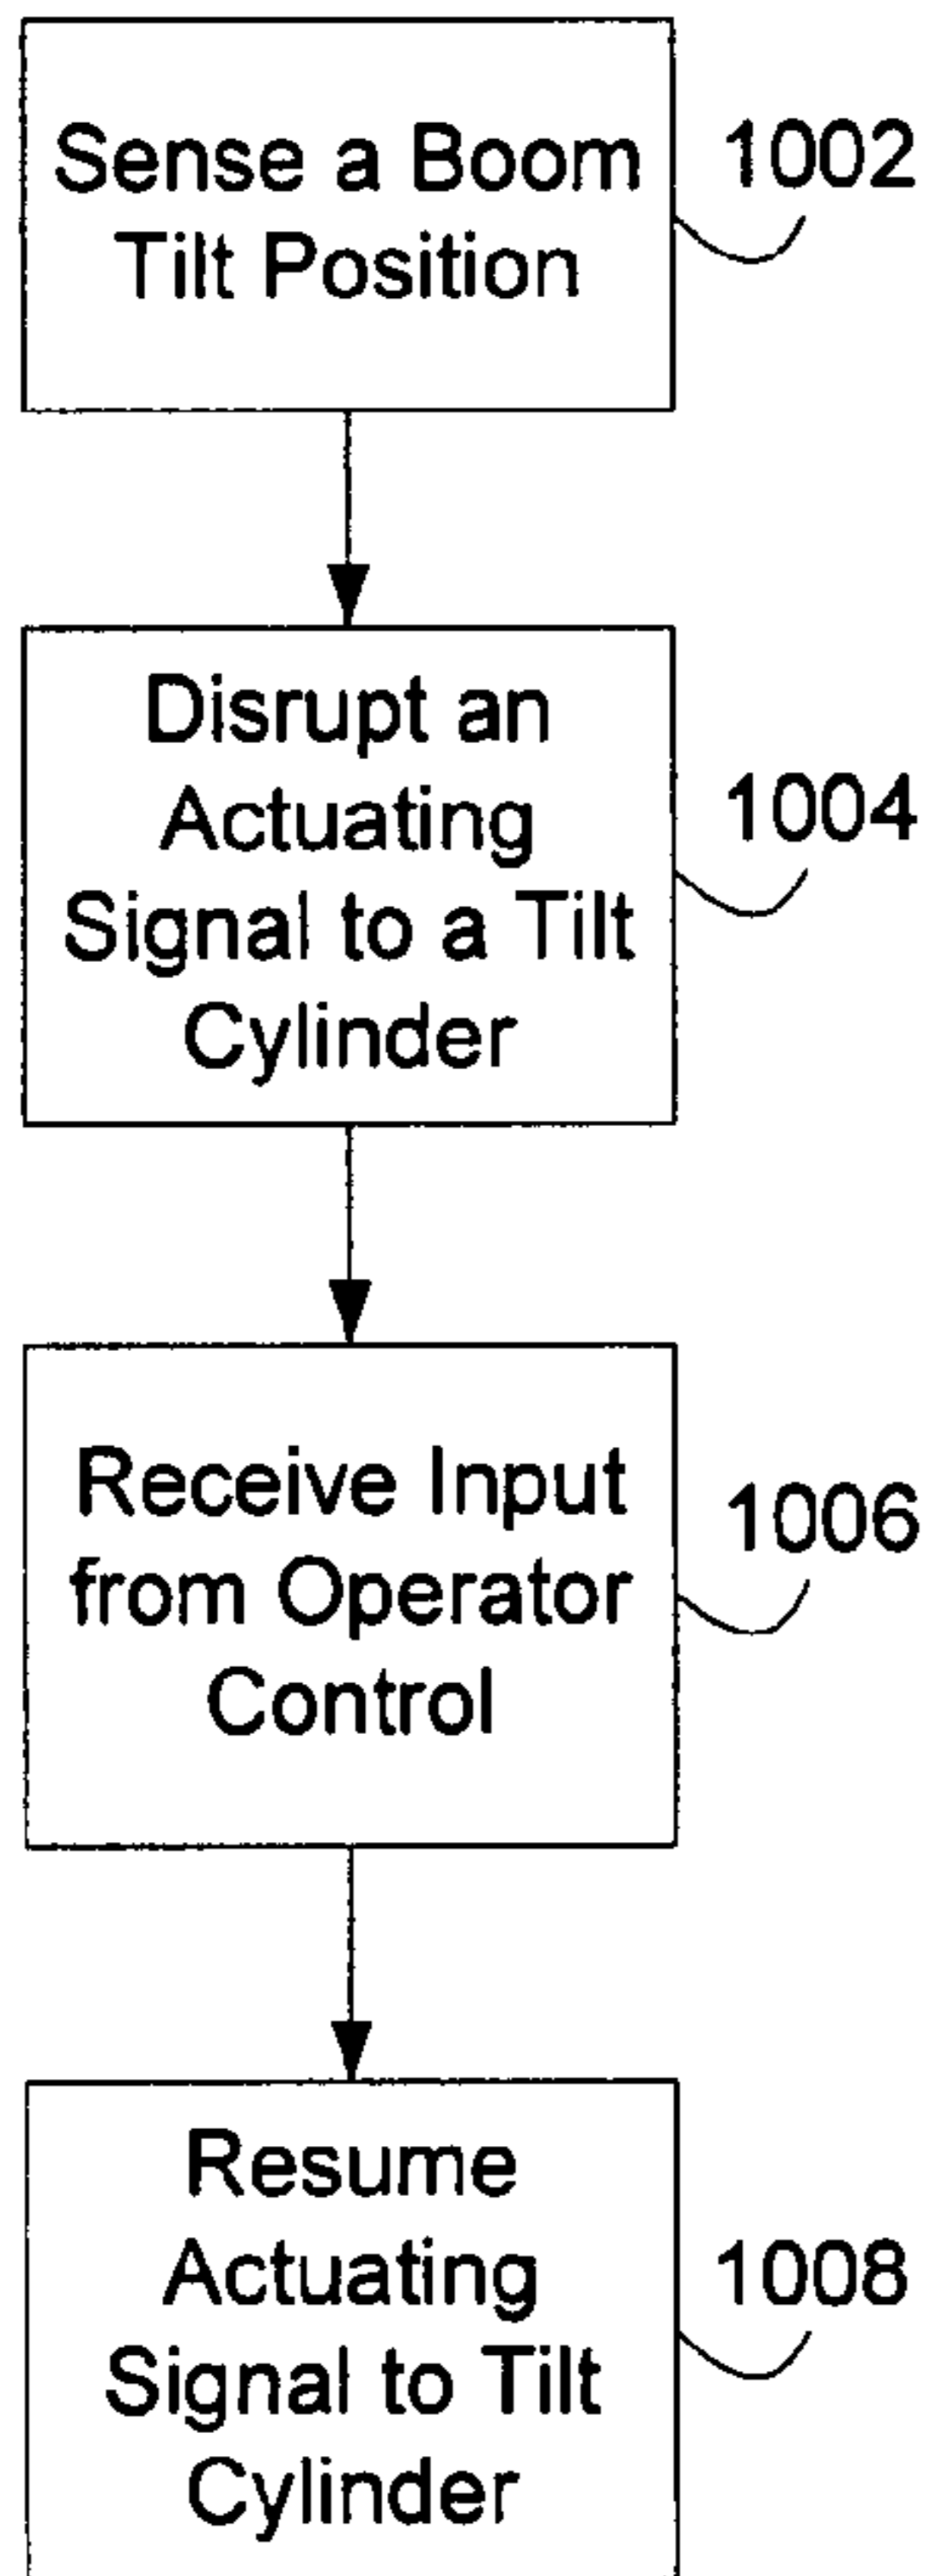 Sense a Boom
Tilt Position
1002
Disrupt an
Actuating
Signal to a Tilt
Cylinder
1004
Receive Input
from Operator
Control
1006
Resume
Actuating
Signal to Tilt
Cylinder
1008